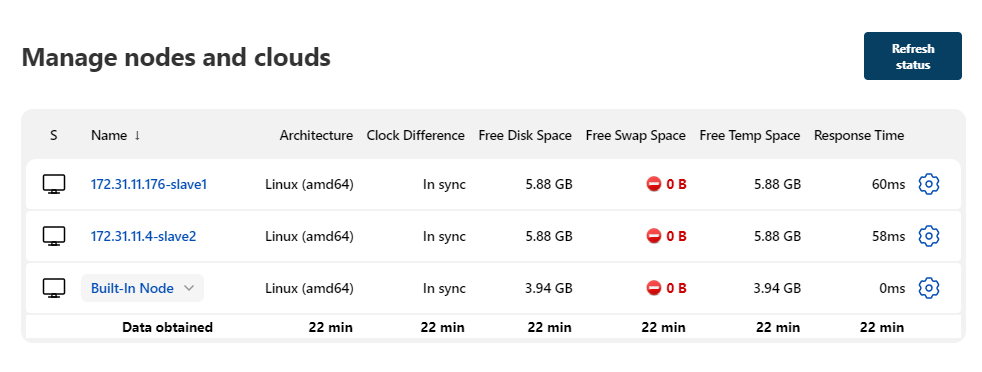 Manage nodes and clouds
Refresh
status
S Name ↓ Architecture Clock Difference Free Disk Space Free Swap Space Free Temp Space Response Time
172.31.11.176-slave1 Linux (amd64) In sync 5.88 GB 0 B 5.88 GB 60ms
172.31.11.4-slave2 Linux (amd64) In sync 5.88 GB 0 B 5.88 GB 58ms
Built-In Node Linux (amd64) In sync 3.94 GB 0 B 3.94 GB 0ms
Data obtained 22 min 22 min 22 min 22 min 22 min 22 min